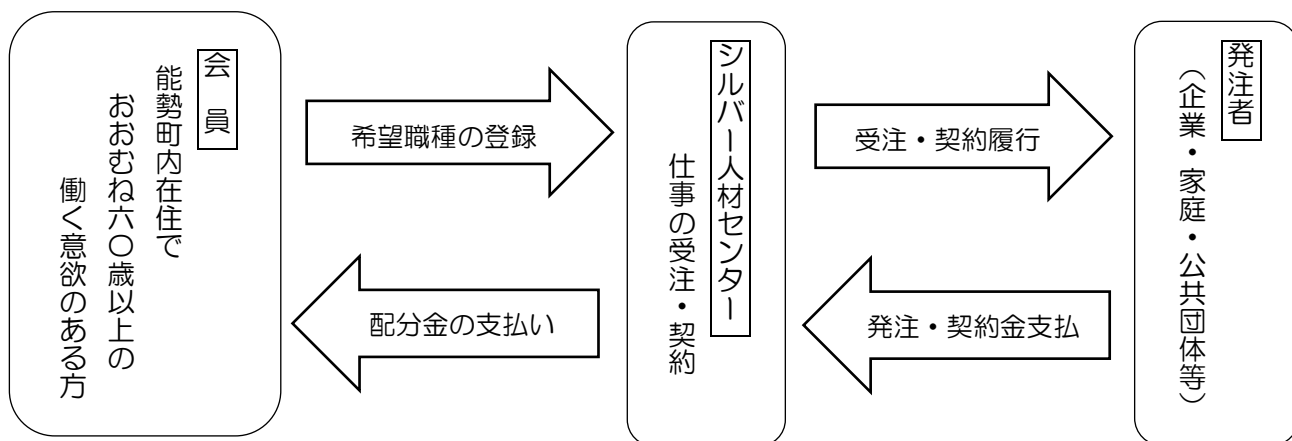 会員
能勢町内在住で
おおむね六〇歳以上の
働く意欲のある方
希望職種の登録
配分金の支払い
シルバー人材センター
仕事の受注・契約
受注・契約履行
発注・契約金支払
発注者
(企業・家庭・公共団体等)